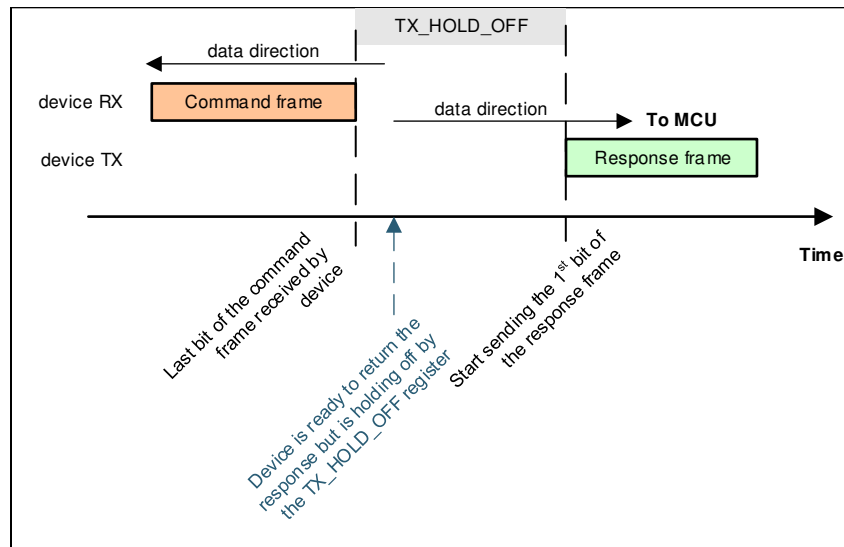 TX_HOLD_OFF
data direction
device RX
Command frame
data direction
To MCU
device TX
Response frame
Time
Last bit of the command
frame received by
device
Device is ready to return the
response but is holding off by
the TX_HOLD_OFF register
Start sending the 1st bit of
the response frame